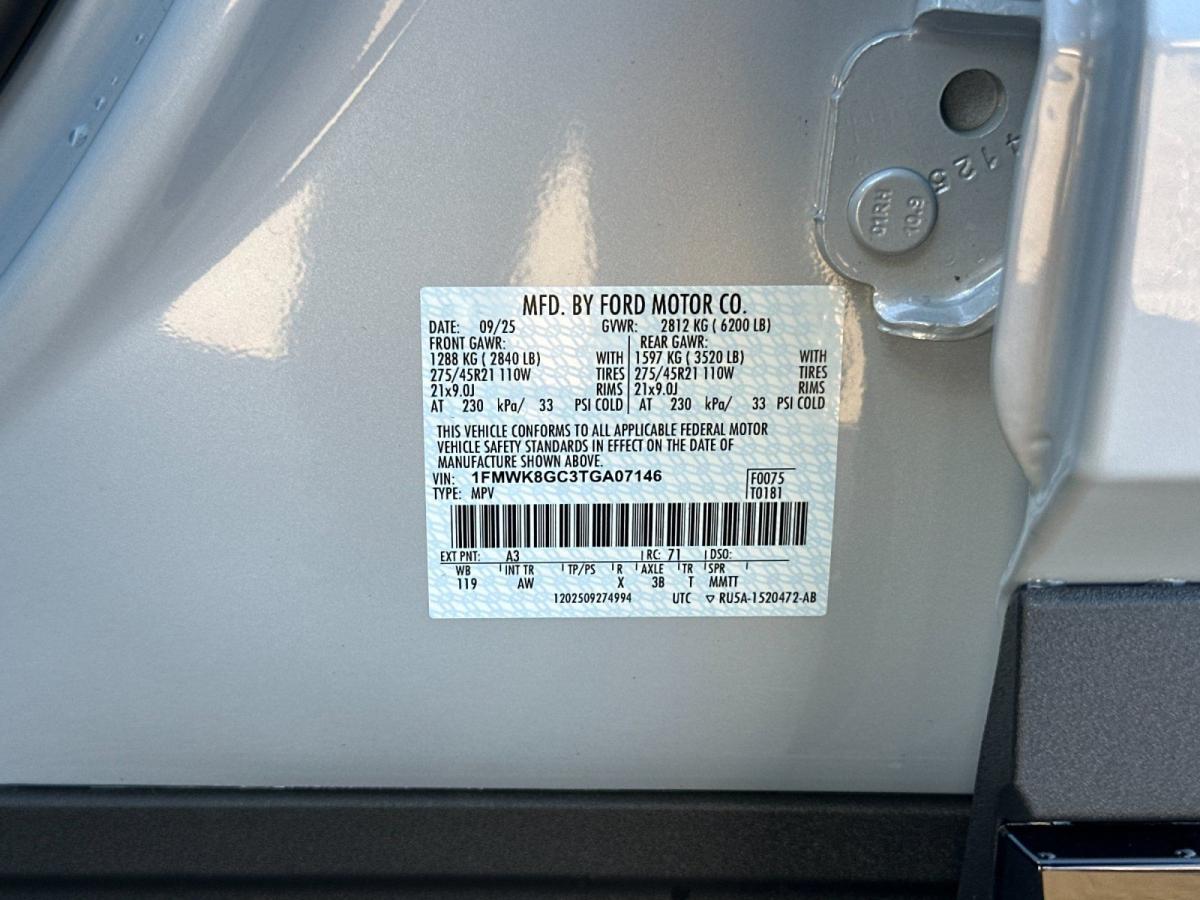 4125
01RH
10.9
MFD. BY FORD MOTOR CO.
DATE: 09/25 GVWR: 2812 KG ( 6200 LB)
FRONT GAWR: REAR GAWR:
1288 KG ( 2840 LB) WITH 1597 KG ( 3520 LB) WITH
275/45R21 110W TIRES 275/45R21 110W TIRES
21x9.0J RIMS 21x9.0J RIMS
AT 230 kPa/ 33 PSI COLD AT 230 kPa/ 33 PSI COLD
THIS VEHICLE CONFORMS TO ALL APPLICABLE FEDERAL MOTOR
VEHICLE SAFETY STANDARDS IN EFFECT ON THE DATE OF
MANUFACTURE SHOWN ABOVE.
VIN: 1FMWK8GC3TGA07146 F0075
TYPE: MPV T0181
EXT PNT: A3 RC: 71 DSO:
WB INT TR TP/PS R AXLE TR SPR
119 AW X 3B T MMTT
1202509274994 UTC ▽ RU5A-1520472-AB